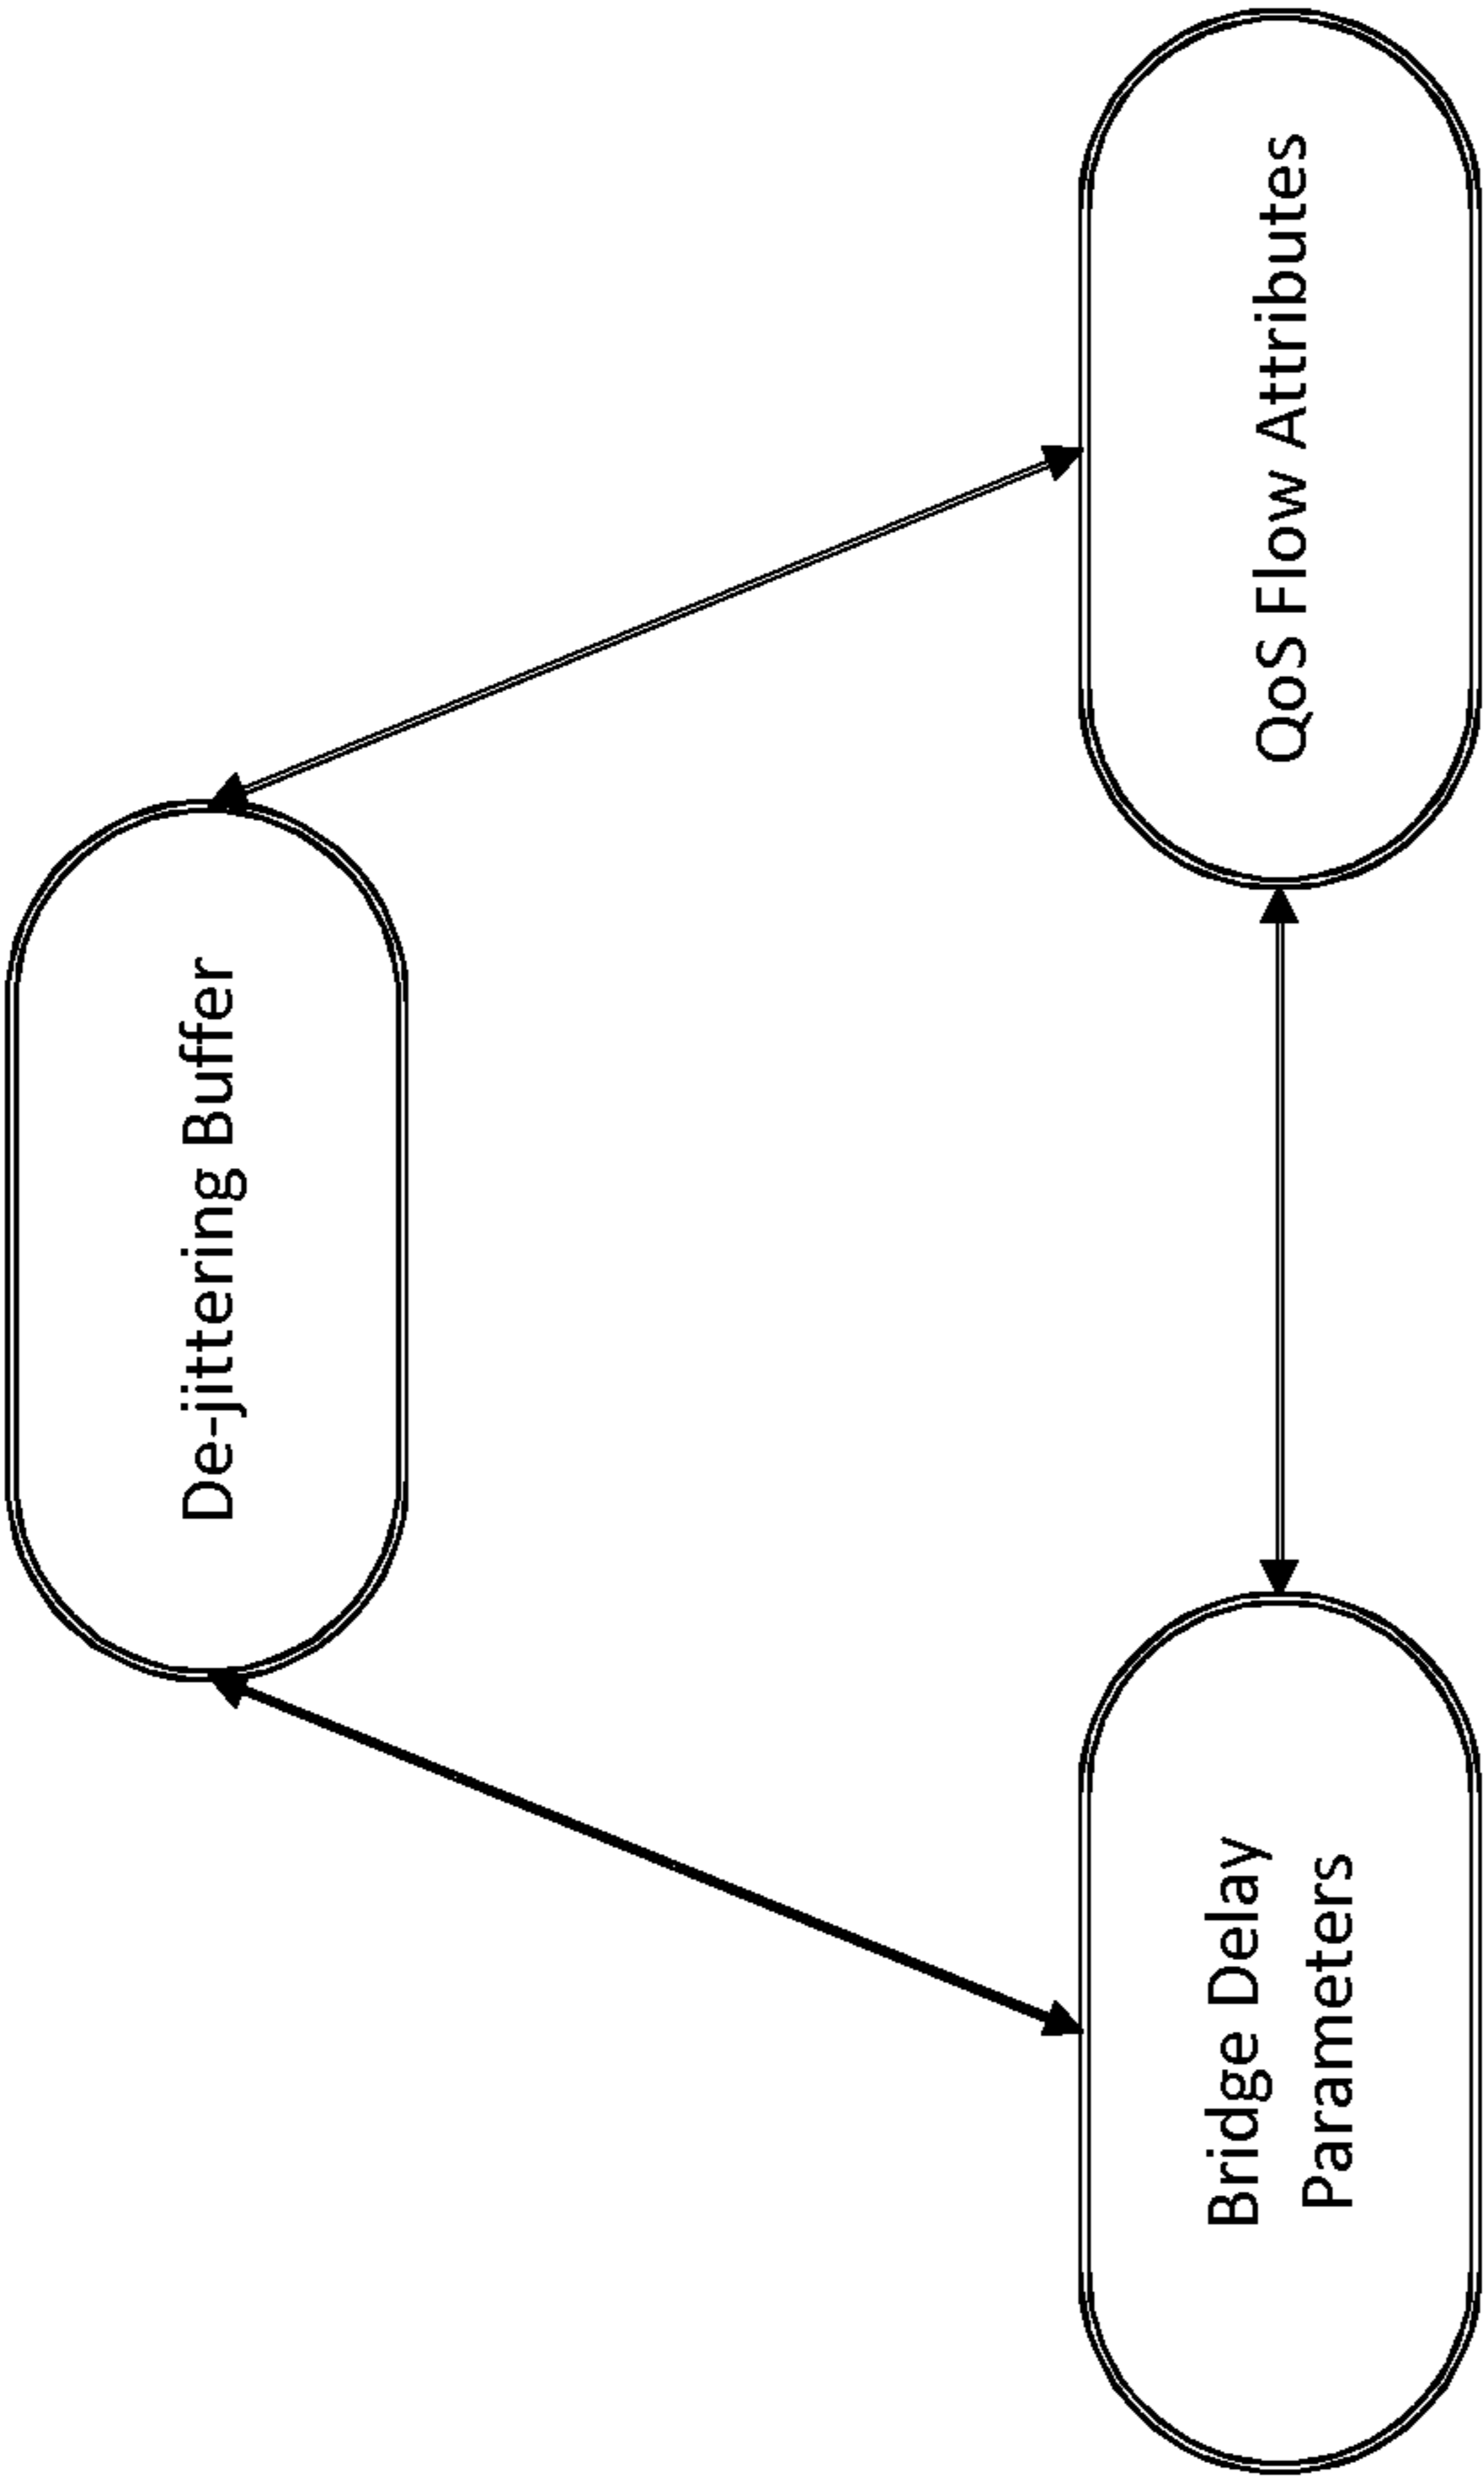 De-jittering Buffer
Bridge Delay
Parameters
QoS Flow Attributes